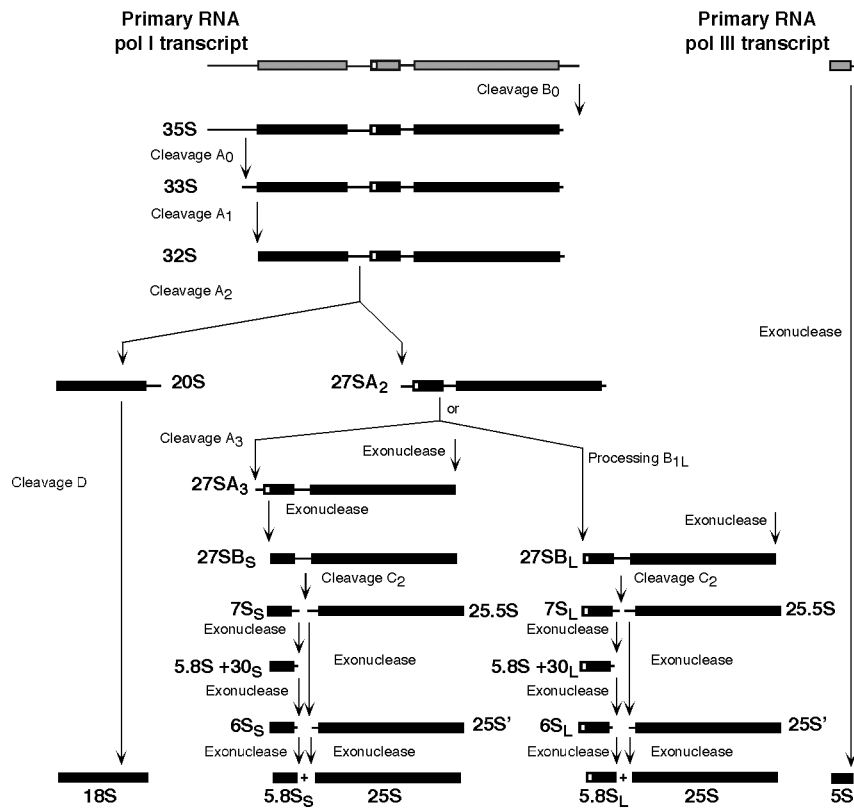 Primary RNA
pol I transcript
Primary RNA
pol III transcript
Cleavage B0
35S
Cleavage A0
33S
Cleavage A1
32S
Cleavage A2
Exonuclease
20S
27SA2
or
Cleavage A3
Exonuclease
Processing B1L
Cleavage D
27SA3
Exonuclease
Exonuclease
27SBS
27SBL
Cleavage C2
Cleavage C2
7SS
25.5S
7SL
25.5S
Exonuclease
Exonuclease
5.8S +30S
Exonuclease
5.8S +30L
Exonuclease
Exonuclease
Exonuclease
6SS
25S'
6SL
25S'
Exonuclease
Exonuclease
Exonuclease
Exonuclease
+
+
18S
5.8SS
25S
5.8SL
25S
5S